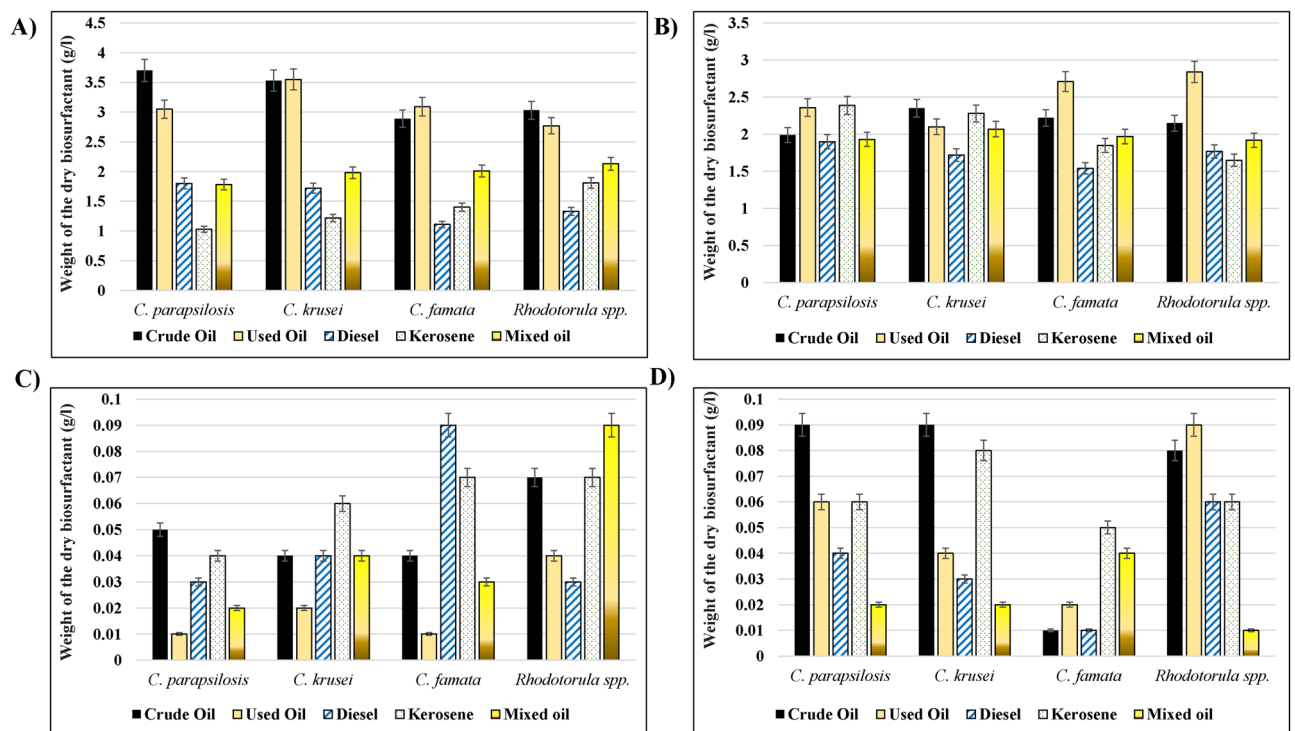 A)
Weight of the dry biosurfactant (g/l)
4.5
4
3.5
3
2.5
2
1.5
1
0.5
0
C. parapsilosis C. krusei C. famata Rhodotorula spp.
Crude Oil Used Oil Diesel Kerosene Mixed oil
B)
Weight of the dry biosurfactant (g/l)
3.5
3
2.5
2
1.5
1
0.5
0
C. parapsilosis C. krusei C. famata Rhodotorula spp.
Crude Oil Used Oil Diesel Kerosene Mixed oil
C)
Weight of the dry biosurfactant (g/l)
0.1
0.09
0.08
0.07
0.06
0.05
0.04
0.03
0.02
0.01
0
C. parapsilosis C. krusei C. famata Rhodotorula spp.
Crude Oil Used Oil Diesel Kerosene Mixed oil
D)
Weight of the dry biosurfactant (g/l)
0.1
0.09
0.08
0.07
0.06
0.05
0.04
0.03
0.02
0.01
0
C. parapsilosis C. krusei C. famata Rhodotorula spp.
Crude Oil Used Oil Diesel Kerosene Mixed oil